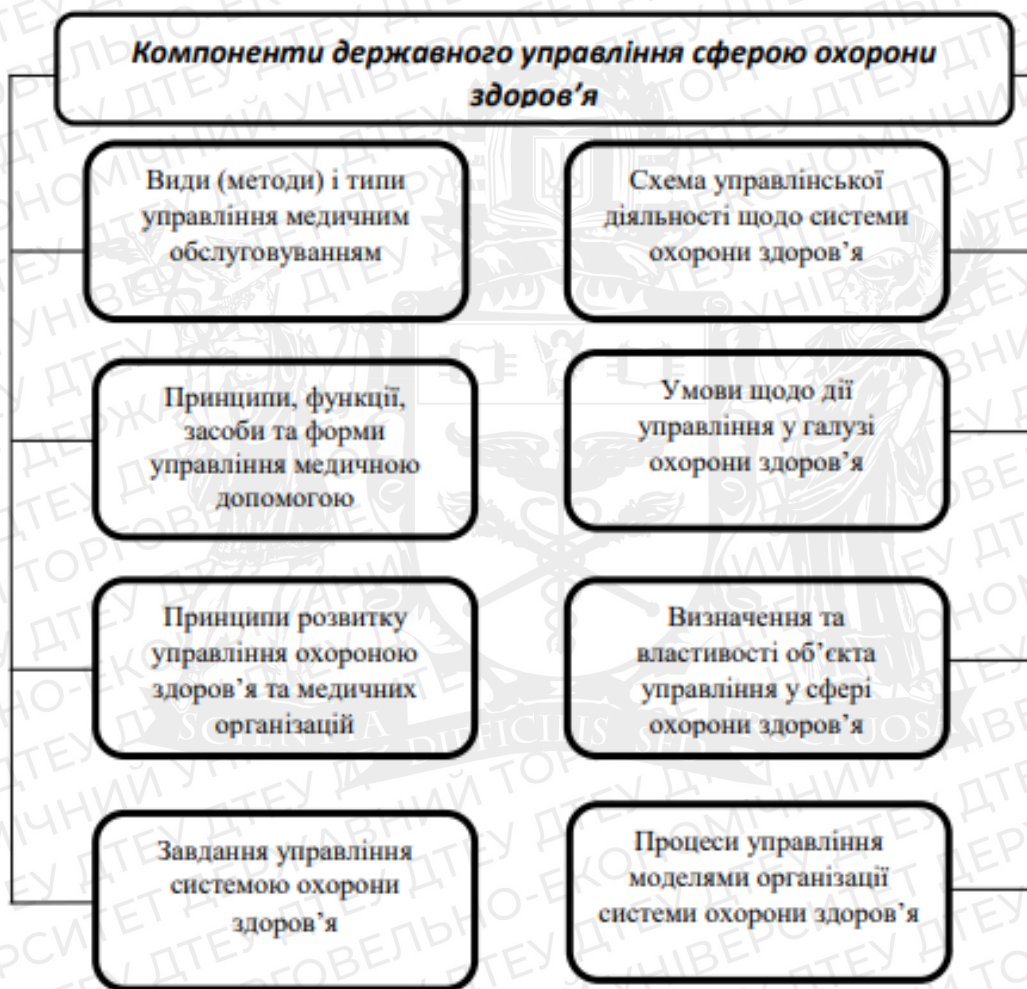 Компоненти державного управління сферою охорони
здоров’я
Види (методи) і типи
управління медичним
обслуговуванням
Схема управлінської
діяльності щодо системи
охорони здоров’я
Принципи, функції,
засоби та форми
управління медичною
допомогою
Умови щодо дії
управління у галузі
охорони здоров’я
Принципи розвитку
управління охороною
здоров’я та медичних
організацій
Визначення та
властивості об’єкта
управління у сфері
охорони здоров’я
Завдання управління
системою охорони
здоров’я
Процеси управління
моделями організації
системи охорони здоров’я